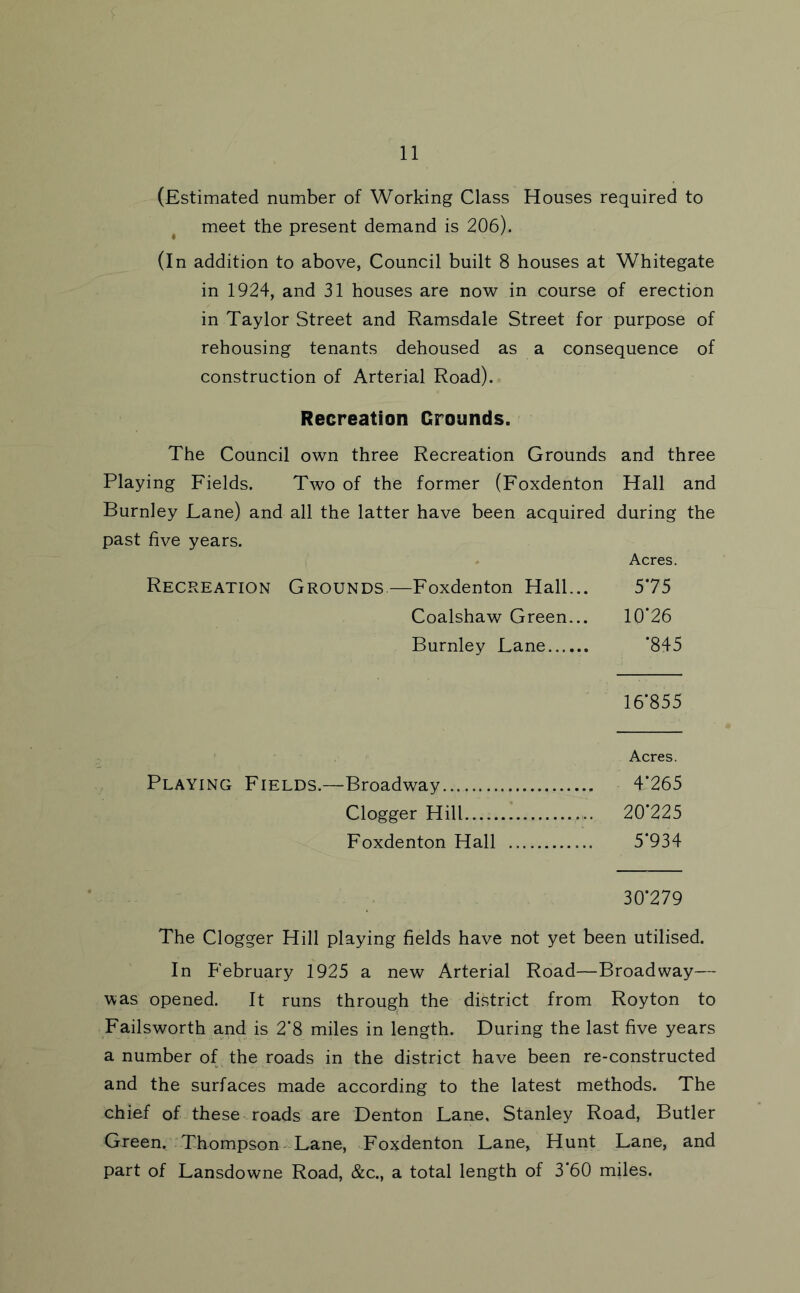 11
(Estimated number of Working Class Houses required to
meet the present demand is 206).
(In addition to above, Council built 8 houses at Whitegate
in 1924, and 31 houses are now in course of erection
in Taylor Street and Ramsdale Street for purpose of
rehousing tenants dehoused as a consequence of
construction of Arterial Road).
Recreation Grounds.
The Council own three Recreation Grounds and three
Playing Fields. Two of the former (Foxdenton Hall and
Burnley Lane) and all the latter have been acquired during the
past five years.
Acres.
RECREATION GROUNDS—Foxdenton Hall... 5·75
Coalshaw Green... 10·26
Burnley Lane...... ·845
16·855
Acres.
PLAYING FIELDS.—Broadway.......................... 4·265
Clogger Hill...................... 20·225
Foxdenton Hall ............. 5·934
30·279
The Clogger Hill playing fields have not yet been utilised.
In February 1925 a new Arterial Road—Broadway—
was opened. It runs through the district from Royton to
Failsworth and is 2·8 miles in length. During the last five years
a number of the roads in the district have been re-constructed
and the surfaces made according to the latest methods. The
chief of these roads are Denton Lane, Stanley Road, Butler
Green, Thompson Lane, Foxdenton Lane, Hunt Lane, and
part of Lansdowne Road, &c., a total length of 3·60 miles.